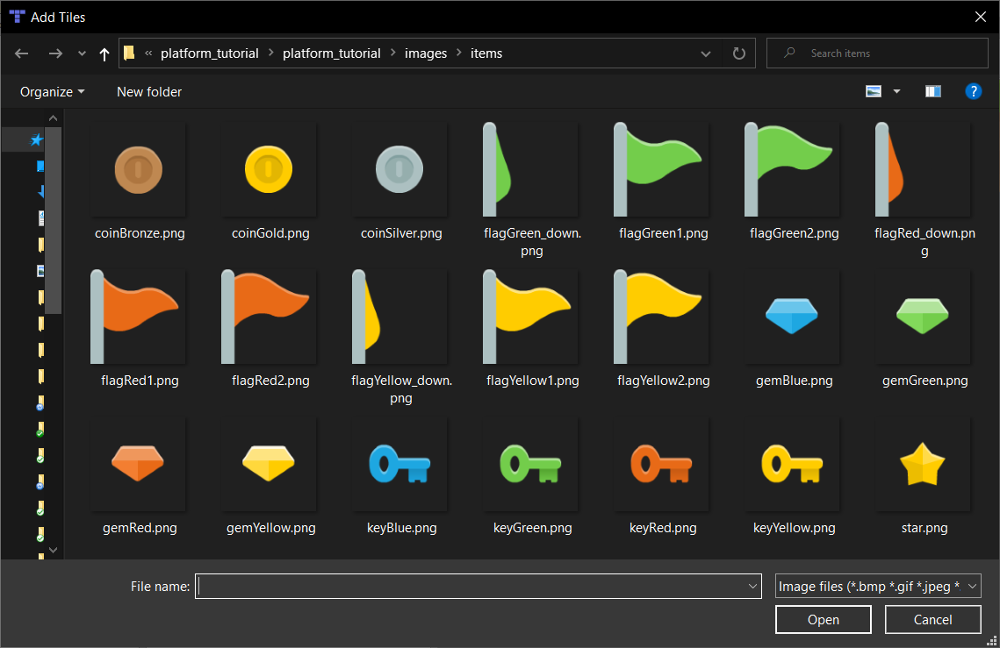 Add Tiles
« platform_tutorial > platform_tutorial > images > items
Search items
Organize
New folder
?
coinBronze.png
coinGold.png
coinSilver.png
flagGreen_down.
png
flagGreen1.png
flagGreen2.png
flagRed_down.pn
g
flagRed1.png
flagRed2.png
flagYellow_down.
png
flagYellow1.png
flagYellow2.png
gemBlue.png
gemGreen.png
gemRed.png
gemYellow.png
keyBlue.png
keyGreen.png
keyRed.png
keyYellow.png
star.png
File name:
Image files (*.bmp *.gif *.jpeg *.
Open
Cancel